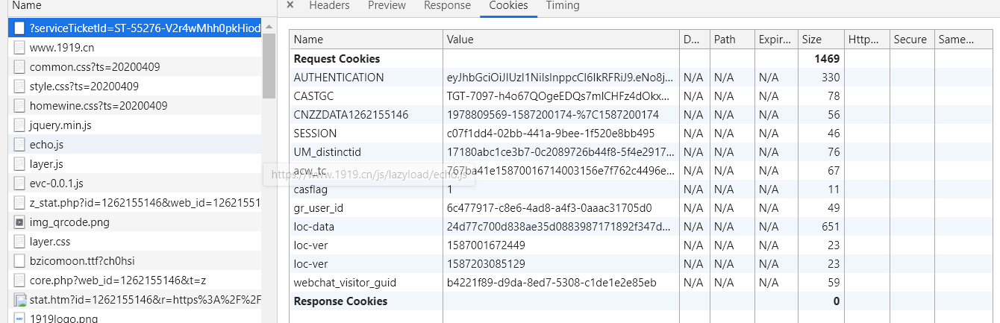 Name
× Headers Preview Response Cookies Timing
?serviceTicketId=ST-55276-V2r4wMhh0pkHiod
www.1919.cn
common.css?ts=20200409
style.css?ts=20200409
homewine.css?ts=20200409
jquery.min.js
echo.js
layer.js
evc-0.0.1.js
z_stat.php?id=1262155146&web_id=12621551
img_qrcode.png
layer.css
bzicomoon.ttf?ch0hsi
core.php?web_id=1262155146&t=z
stat.htm?id=1262155146&r=https%3A%2F%2F
1919logo.png
https://www.1919.cn/js/lazyload/echo.js
Name Value D... Path Expir... Size Http... Secure Same...
Request Cookies 1469
AUTHENTICATION eyJhbGciOiJIUzI1NiIsInppcCI6IkRFRiJ9.eNo8j... N/A N/A N/A 330
CASTGC TGT-7097-h4o67QOgeEDQs7mlCHFz4dOkx... N/A N/A N/A 78
CNZZDATA1262155146 1978809569-1587200174-%7C1587200174 N/A N/A N/A 56
SESSION c07f1dd4-02bb-441a-9bee-1f520e8bb495 N/A N/A N/A 46
UM_distinctid 17180abc1ce3b7-0c2089726b44f8-5f4e2917... N/A N/A N/A 76
acw_tc 767ba41e15870016714003156e7f762c4496e... N/A N/A N/A 67
casflag 1 N/A N/A N/A 11
gr_user_id 6c477917-c8e6-4ad8-a4f3-0aaac31705d0 N/A N/A N/A 49
loc-data 24d77c700d838ae35d0883987171892f347d... N/A N/A N/A 651
loc-ver 1587001672449 N/A N/A N/A 23
loc-ver 1587203085129 N/A N/A N/A 23
webchat_visitor_guid b4221f89-d9da-8ed7-5308-c1de1e2e85eb N/A N/A N/A 59
Response Cookies 0